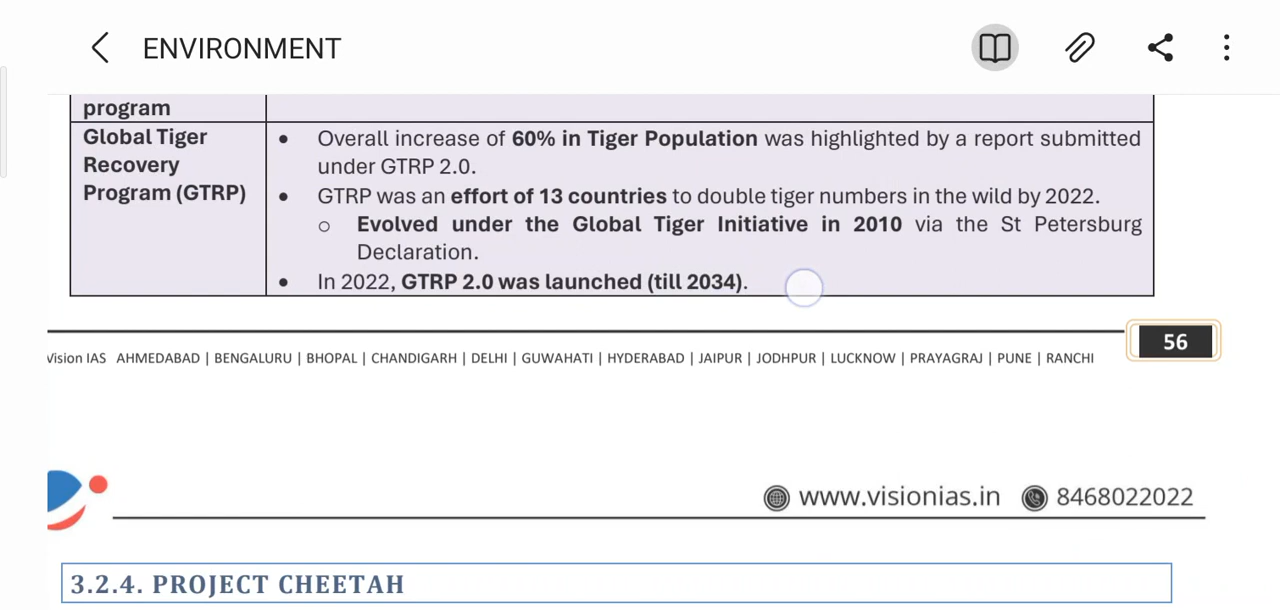 ENVIRONMENT
program
Global Tiger
Recovery
Program (GTRP)
• Overall increase of 60% in Tiger Population was highlighted by a report submitted
under GTRP 2.0.
• GTRP was an effort of 13 countries to double tiger numbers in the wild by 2022.
o Evolved under the Global Tiger Initiative in 2010 via the St Petersburg
Declaration.
• In 2022, GTRP 2.0 was launched (till 2034).
56
Vision IAS AHMEDABAD | BENGALURU | BHOPAL | CHANDIGARH | DELHI | GUWAHATI | HYDERABAD | JAIPUR | JODHPUR | LUCKNOW | PRAYAGRAJ | PUNE | RANCHI
www.visionias.in 8468022022
3.2.4. PROJECT CHEETAH